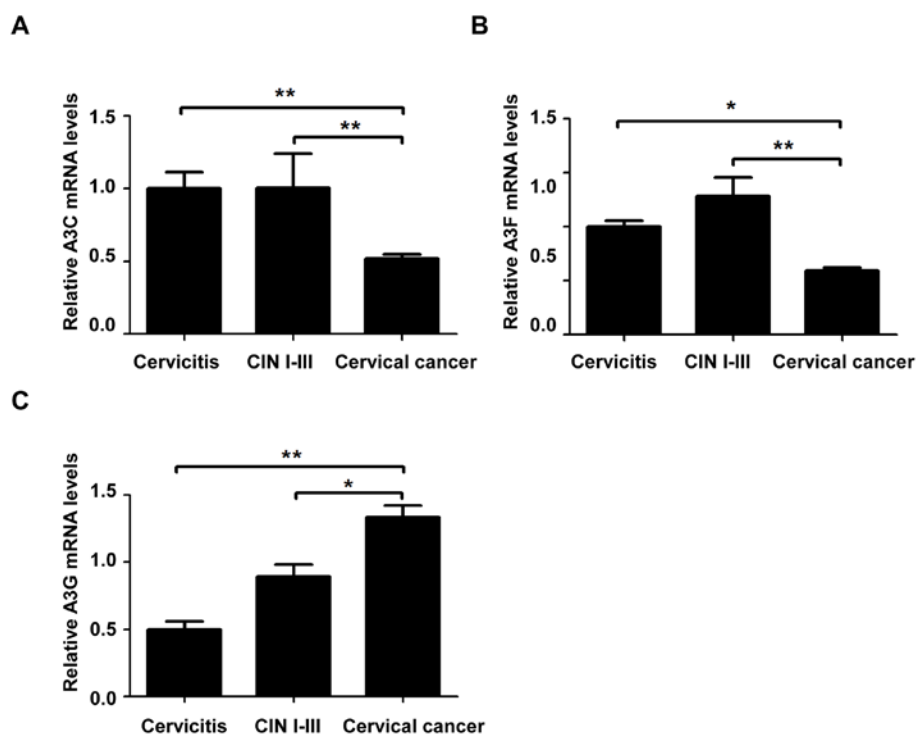 A
Relative A3C mRNA levels
1.5
1.0
0.5
0.0
**
**
Cervicitis CIN I-III Cervical cancer
B
Relative A3F mRNA levels
1.5
1.0
0.5
0.0
*
**
Cervicitis CIN I-III Cervical cancer
C
Relative A3G mRNA levels
1.5
1.0
0.5
0.0
**
*
Cervicitis CIN I-III Cervical cancer